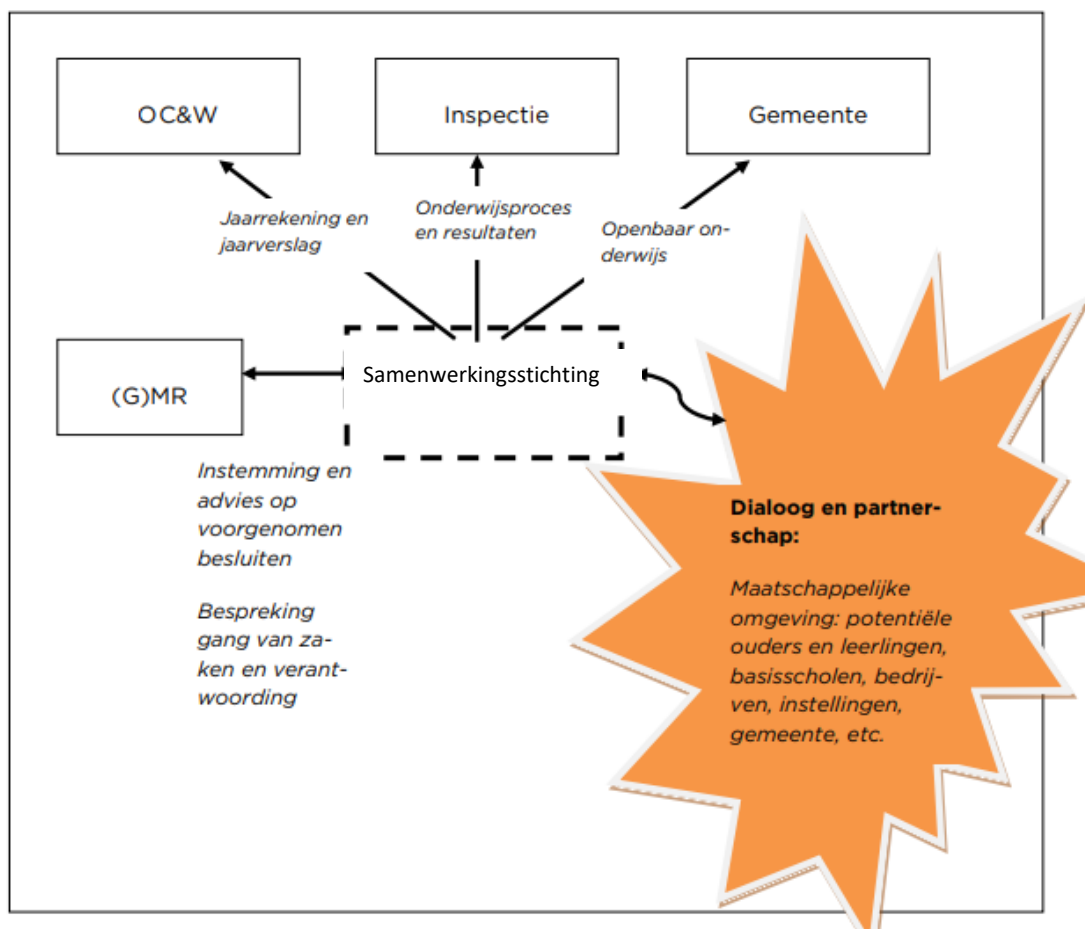 OC&W
Inspectie
Gemeente
Jaarrekening en
jaarverslag
Onderwijsproces
en resultaten
Openbaar on-
derwijs
(G)MR
Samenwerkingsstichting
Instemming en
advies op
voorgenomen
besluiten
Bespreking
gang van za-
ken en verant-
woording
Dialoog en partner-
schap:
Maatschappelijke
omgeving: potentiële
ouders en leerlingen,
basisscholen, bedrij-
ven, instellingen,
gemeente, etc.